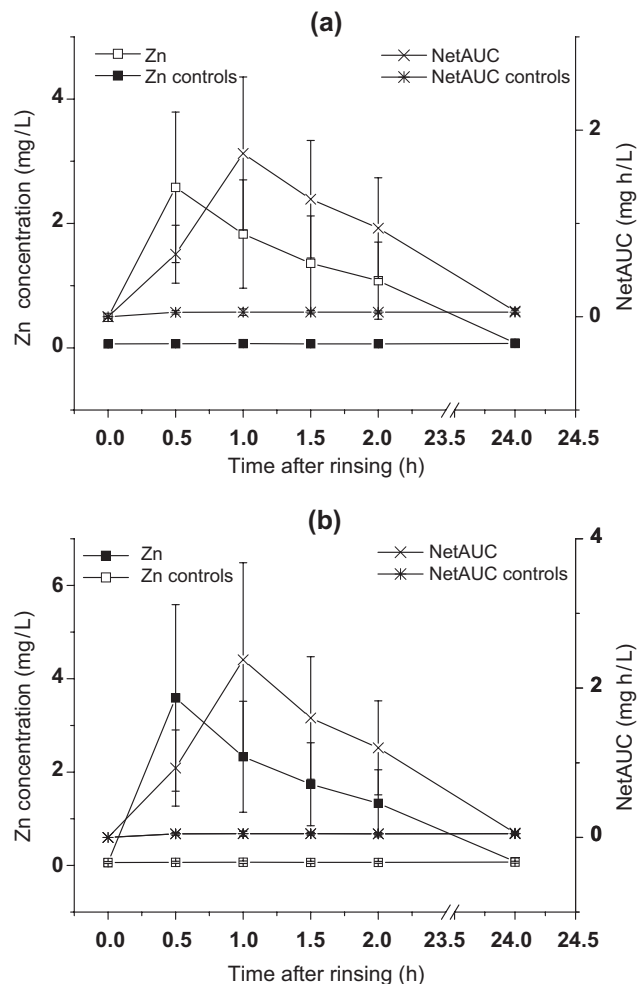 (a)
Zn
Zn controls
NetAUC
NetAUC controls
4
2
0
Zn concentration (mg/L)
2
0
NetAUC (mg h/L)
0.0 0.5 1.0 1.5 2.0 23.5 24.0 24.5
Time after rinsing (h)
(b)
Zn
Zn controls
NetAUC
NetAUC controls
6
4
2
0
Zn concentration (mg/L)
4
2
0
NetAUC (mg h/L)
0.0 0.5 1.0 1.5 2.0 23.5 24.0 24.5
Time after rinsing (h)